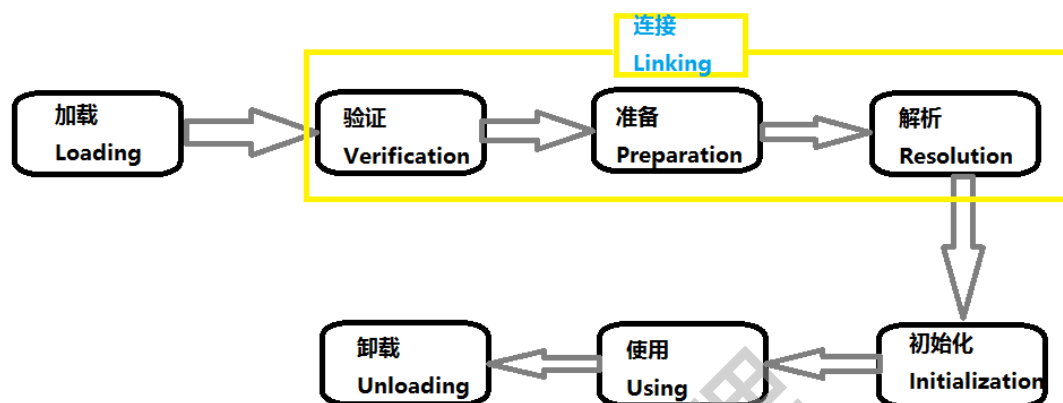 连接
Linking
加载
Loading
验证
Verification
准备
Preparation
解析
Resolution
卸载
Unloading
使用
Using
初始化
Initialization